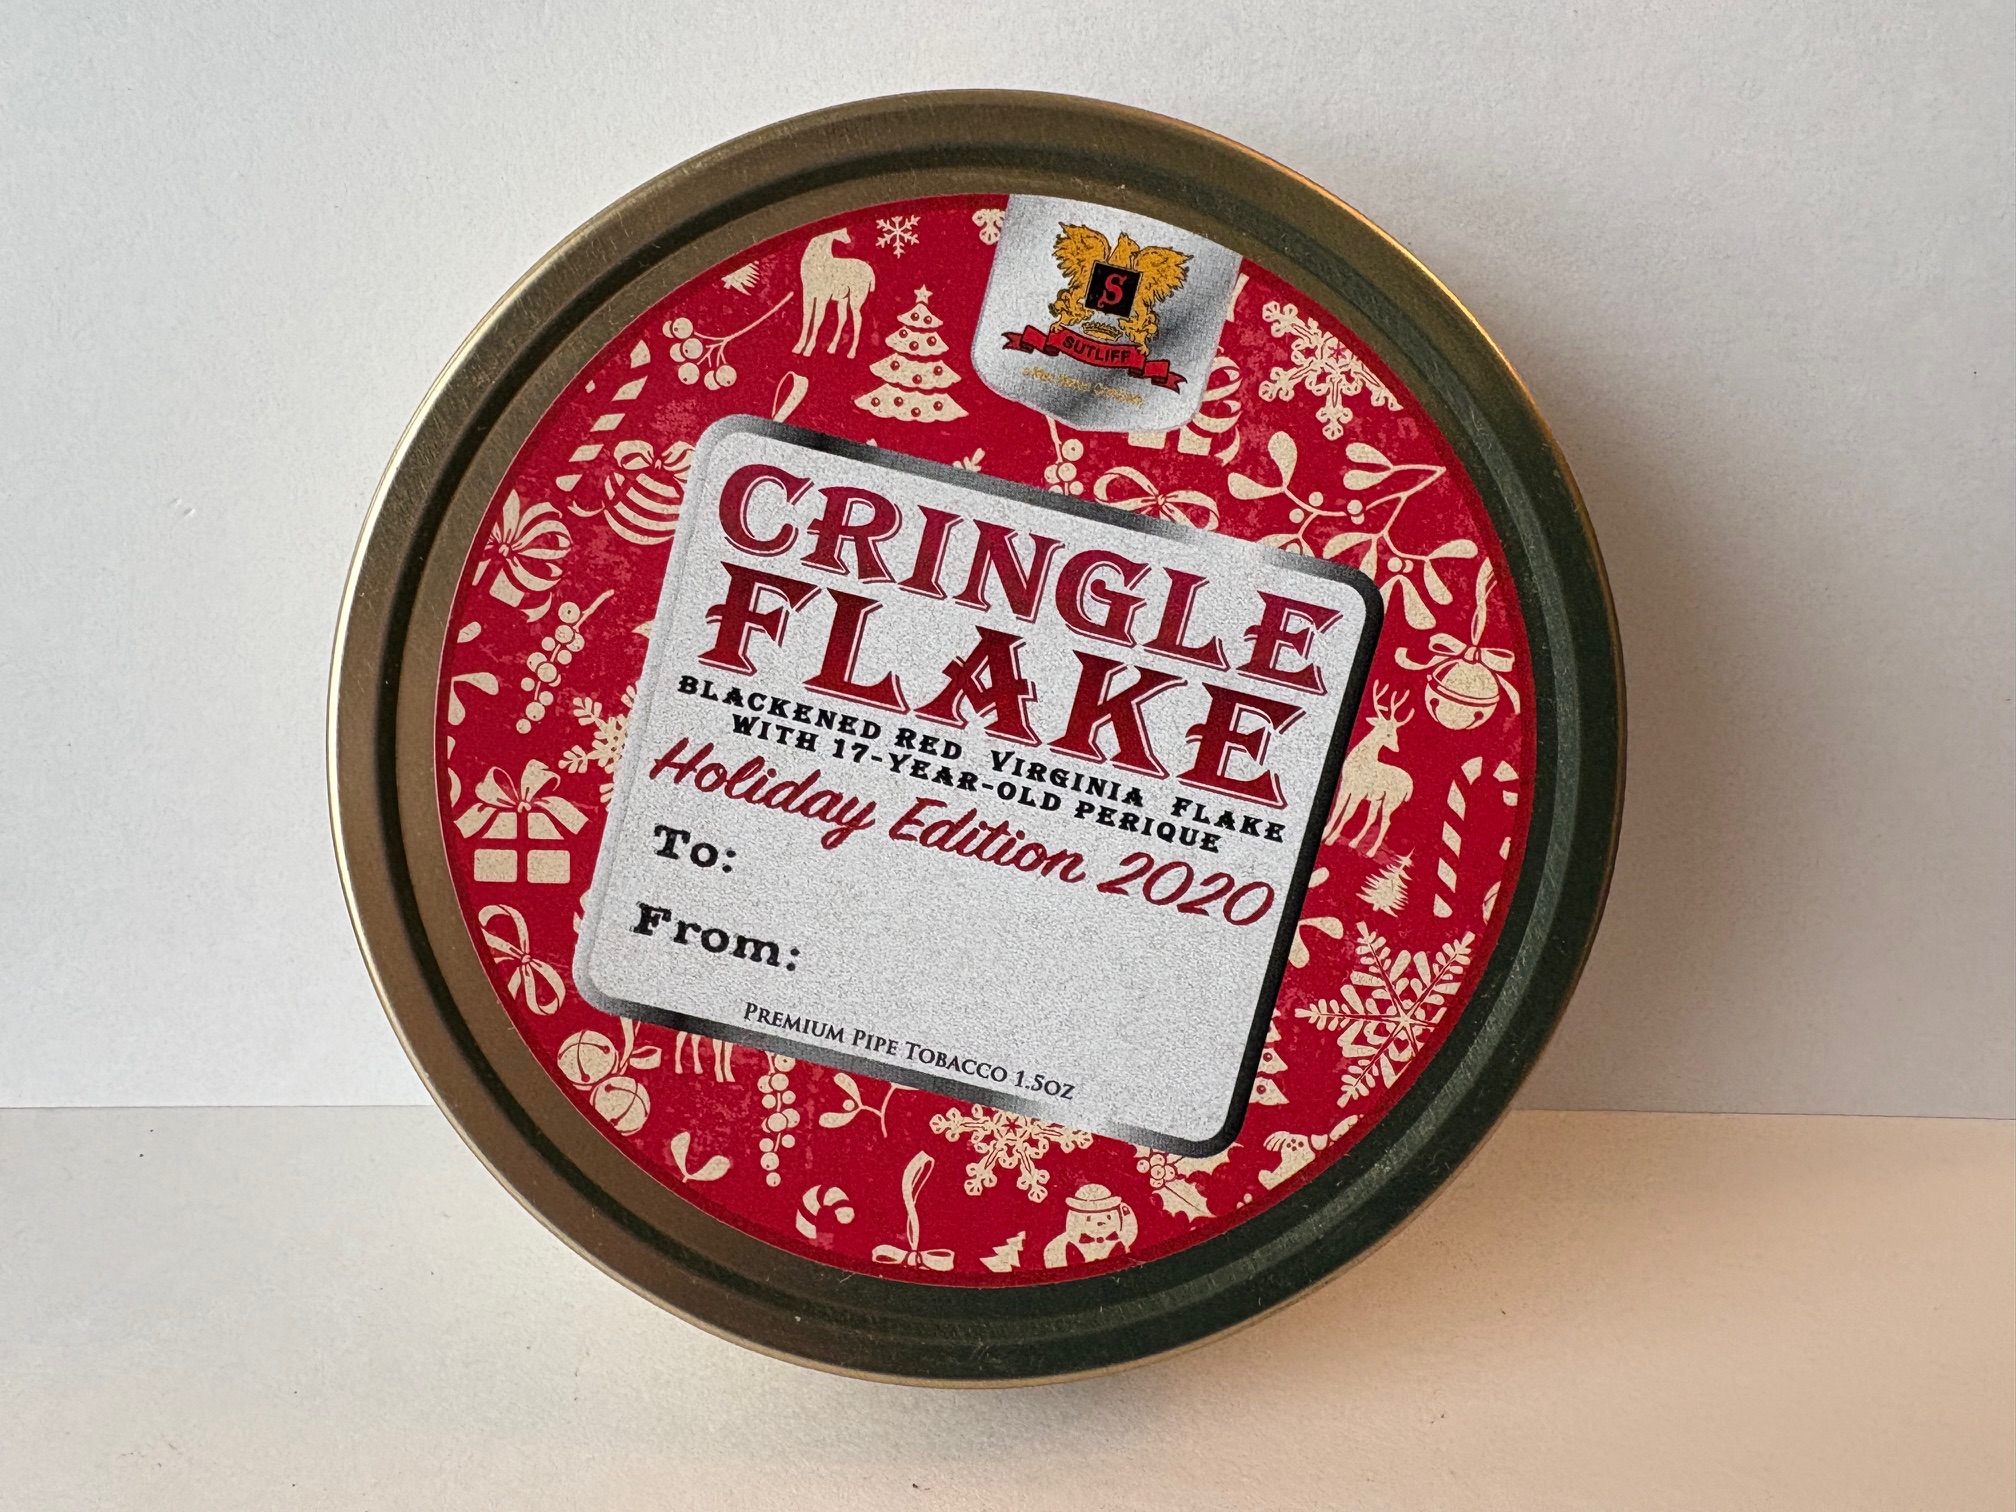 S
SUTLIFF
CRINGLE
FLAKE
BLACKENED RED VIRGINIA FLAKE
WITH 17-YEAR-OLD PERIQUE
Holiday Edition 2020
To:
From:
PREMIUM PIPE TOBACCO 1.5OZ